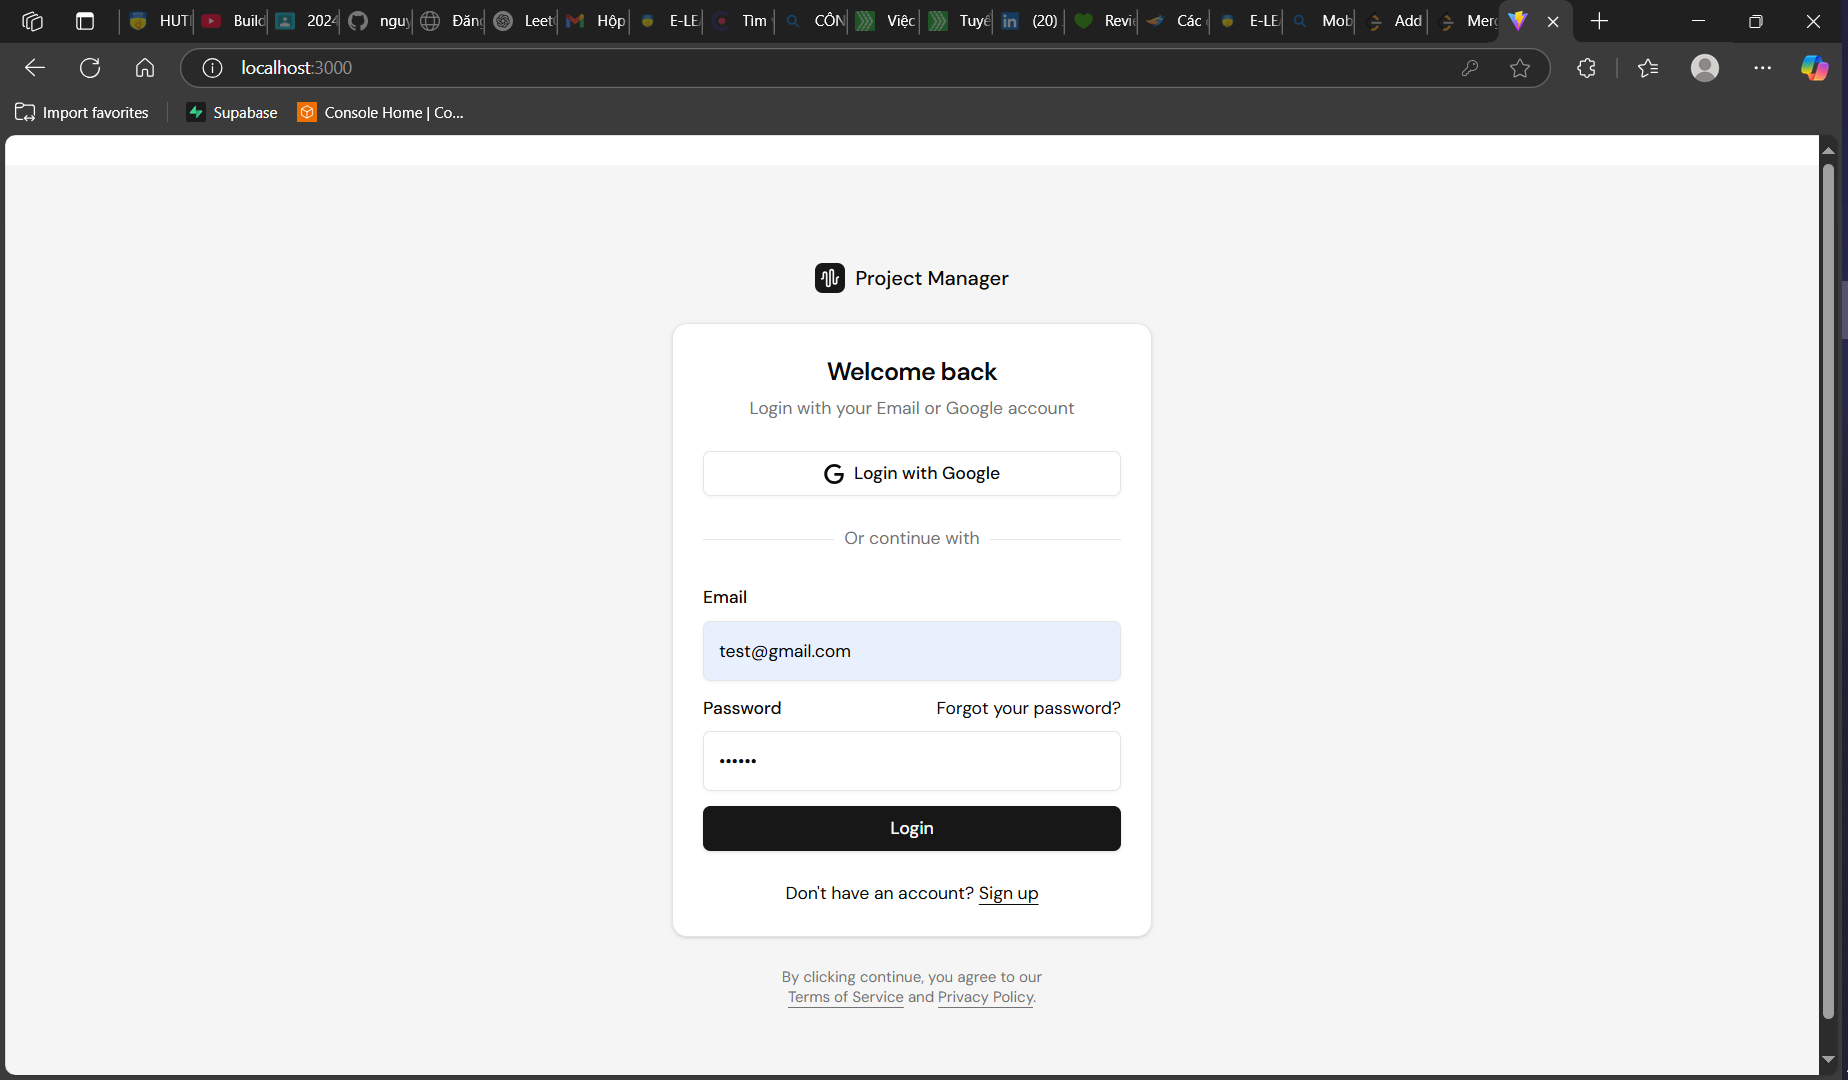 HUT
Build
2024
nguy
Đăn
Leet
Hộp
E-LE
Tìm
CÔN
Việc
Tuyể
(20)
Revi
Các
E-LE
Mob
Add
Merg
localhost:3000
Import favorites
Supabase
Console Home | Co...
Project Manager
Welcome back
Login with your Email or Google account
Login with Google
Or continue with
Email
test@gmail.com
Password Forgot your password?
••••••
Login
Don't have an account? Sign up
By clicking continue, you agree to our
Terms of Service and Privacy Policy.